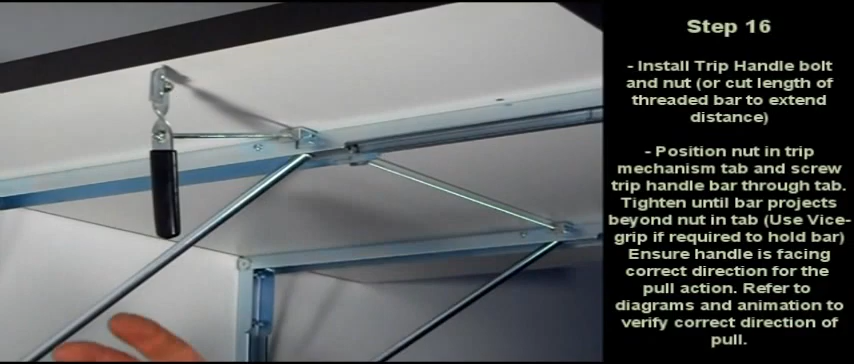 Step 16
- Install Trip Handle bolt
and nut (or cut length of
threaded bar to extend
distance)
- Position nut in trip
mechanism tab and screw
trip handle bar through tab.
Tighten until bar projects
beyond nut in tab (Use Vice-
grip if required to hold bar)
Ensure handle is facing
correct direction for the
pull action. Refer to
diagrams and animation to
verify correct direction of
pull.